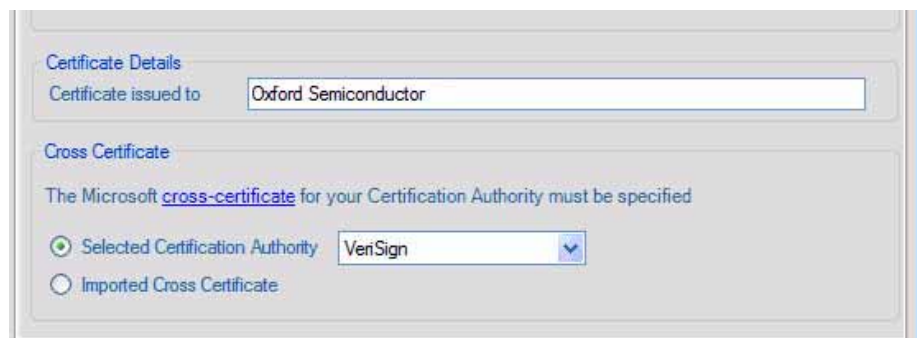 Certificate Details
Certificate issued to Oxford Semiconductor
Cross Certificate
The Microsoft cross-certificate for your Certification Authority must be specified
Selected Certification Authority VeriSign
Imported Cross Certificate